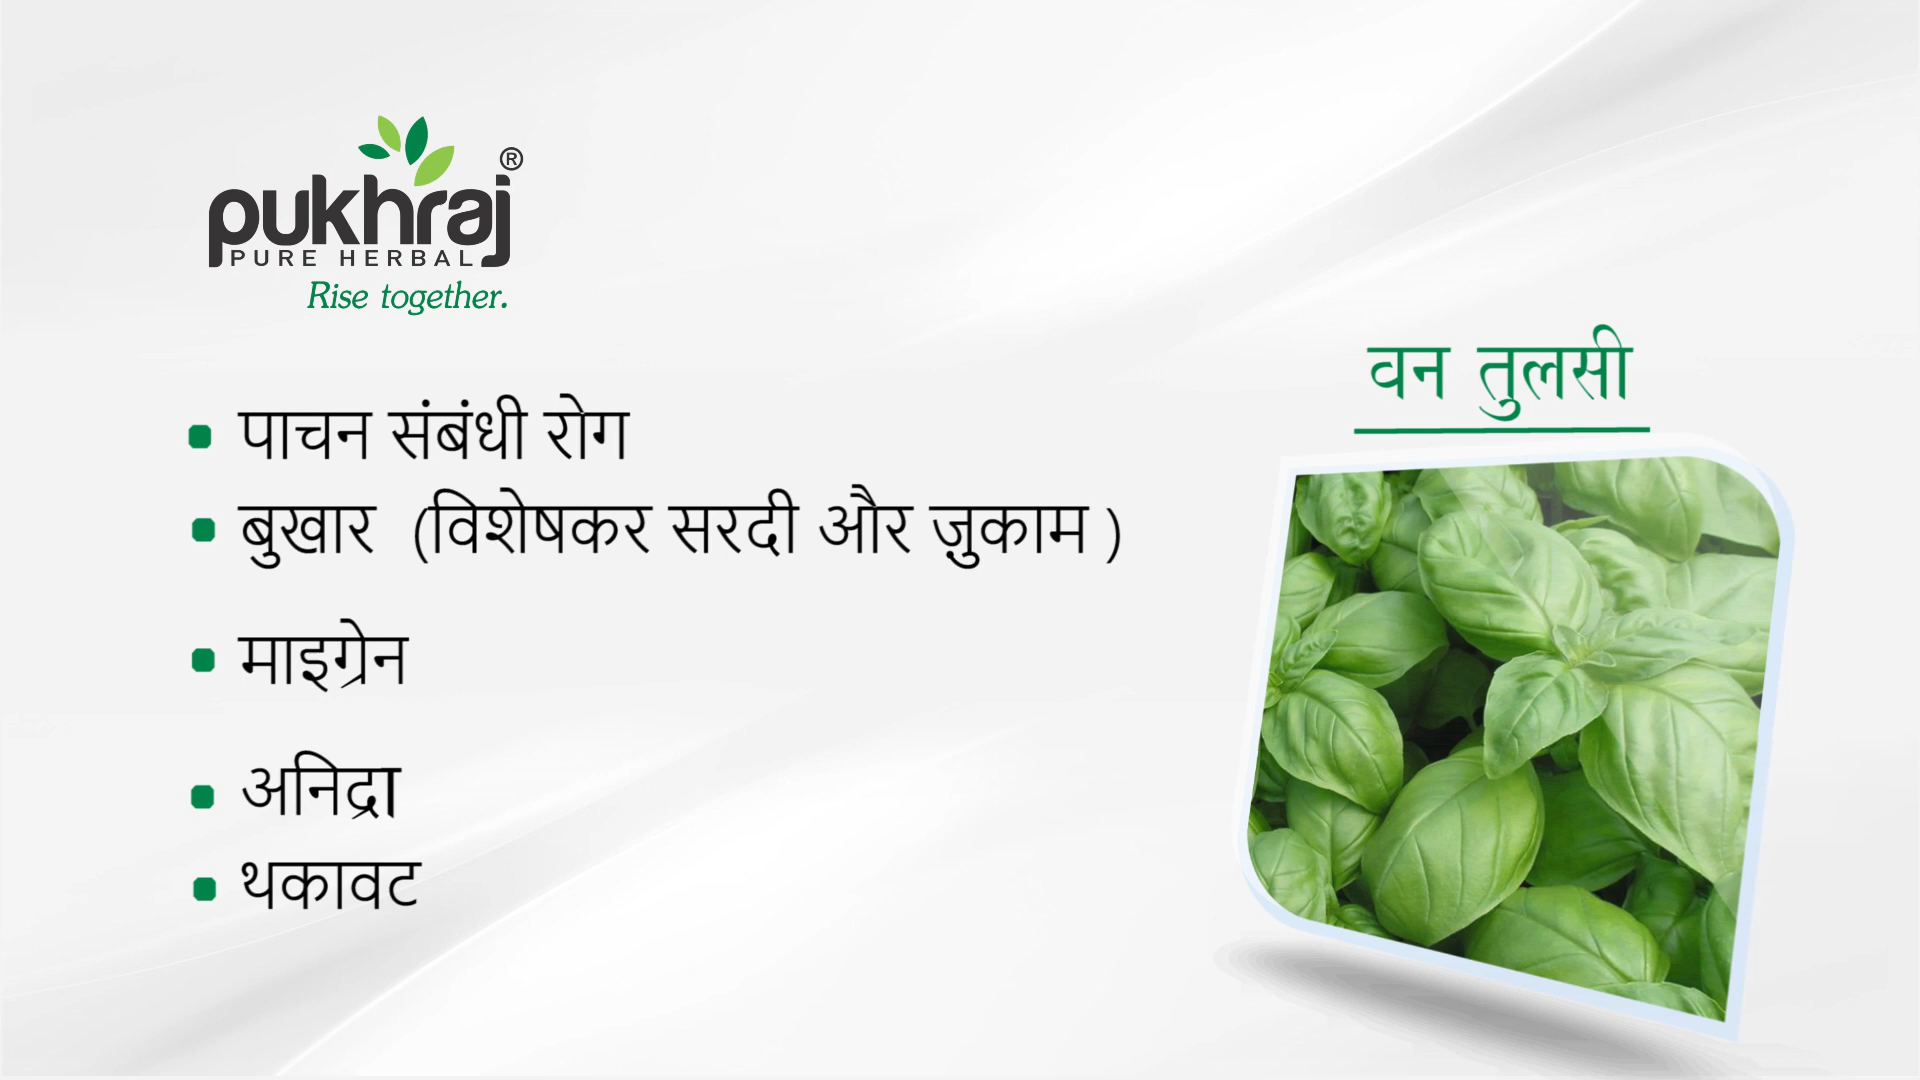 pukhraj®
PURE HERBAL
Rise together.
वन तुलसी
• पाचन संबंधी रोग
• बुखार (विशेषकर सरदी और ज़ुकाम )
• माइग्रेन
• अनिद्रा
• थकावट